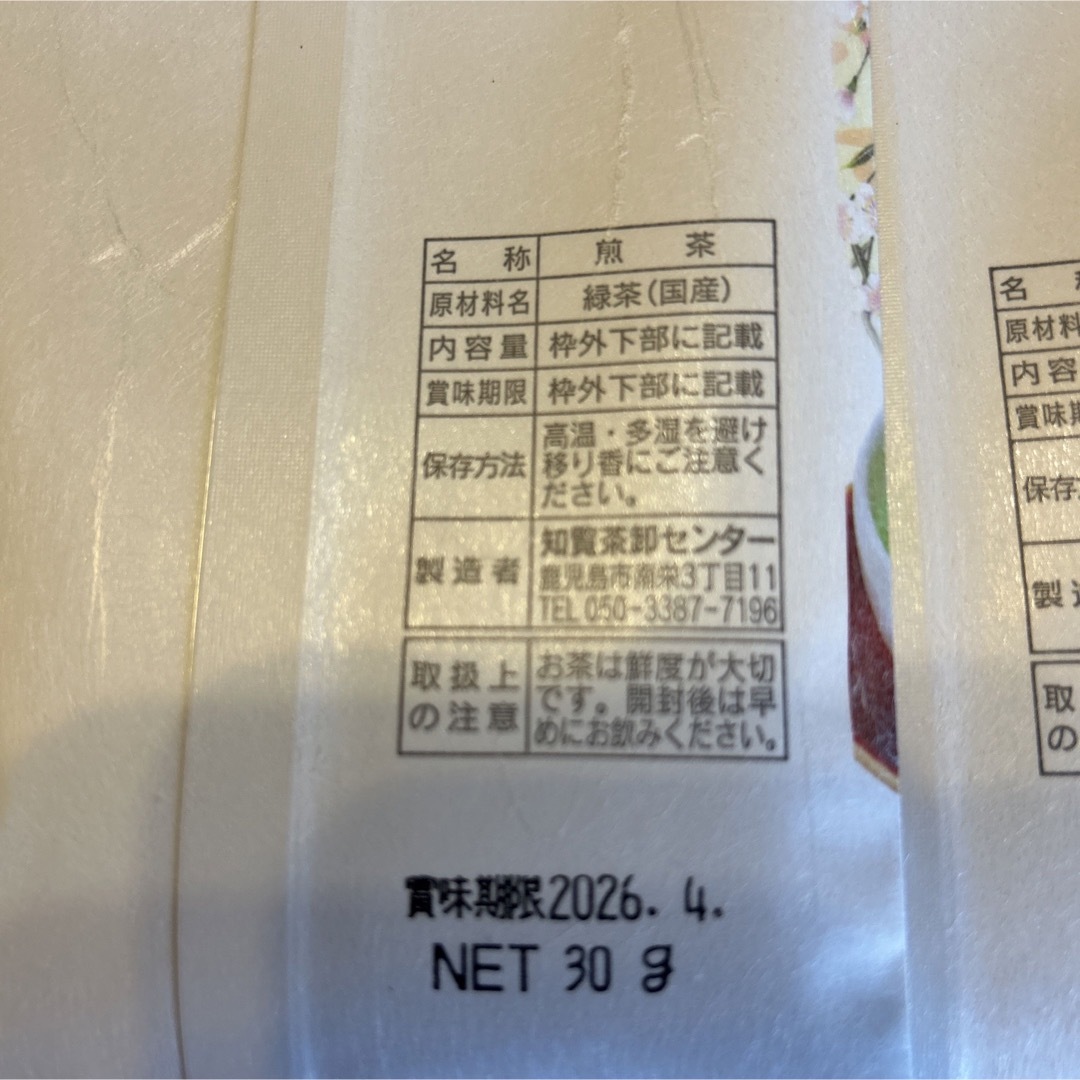 名称 煎茶
原材料名 緑茶(国産)
内容量 枠外下部に記載
賞味期限 枠外下部に記載
保存方法 高温・多湿を避け
移り香にご注意く
ださい。
製造者 知覧茶卸センター
鹿児島市南栄3丁目11
TEL 050-3387-7196
取扱上
の注意
お茶は鮮度が大切
です。開封後は早
めにお飲みください。
賞味期限2026. 4.
NET 30 g
名
原材料
内容
賞味期
保存方
製造
取
の